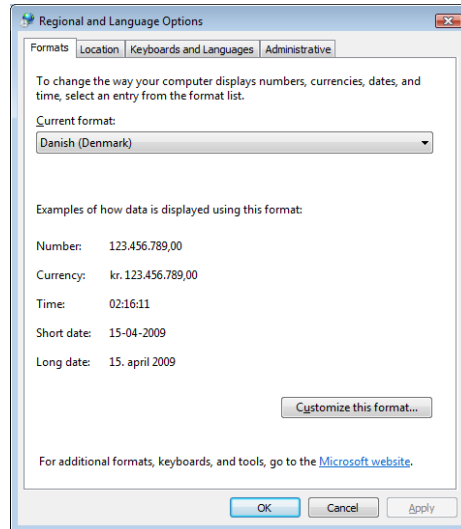 Regional and Language Options
Formats Location Keyboards and Languages Administrative
To change the way your computer displays numbers, currencies, dates, and
time, select an entry from the format list.
Current format:
Danish (Denmark)
Examples of how data is displayed using this format:
Number: 123.456.789,00
Currency: kr. 123.456.789,00
Time: 02:16:11
Short date: 15-04-2009
Long date: 15. april 2009
Customize this format...
For additional formats, keyboards, and tools, go to the Microsoft website.
OK Cancel Apply